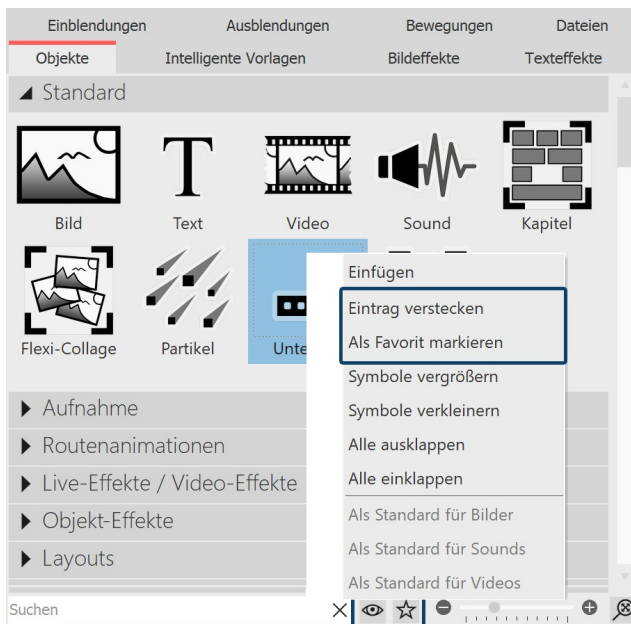 Einblendungen Ausblendungen Bewegungen Dateien
Objekte Intelligente Vorlagen Bildeffekte Texteffekte
Standard
Bild Text Video Sound Kapitel
Flexi-Collage Partikel
Einfügen
Eintrag verstecken
Als Favorit markieren
Symbole vergrößern
Symbole verkleinern
Alle ausklappen
Alle einklappen
Als Standard für Bilder
Als Standard für Sounds
Als Standard für Videos
Aufnahme
Routenanimationen
Live-Effekte / Video-Effekte
Objekt-Effekte
Layouts
Suchen